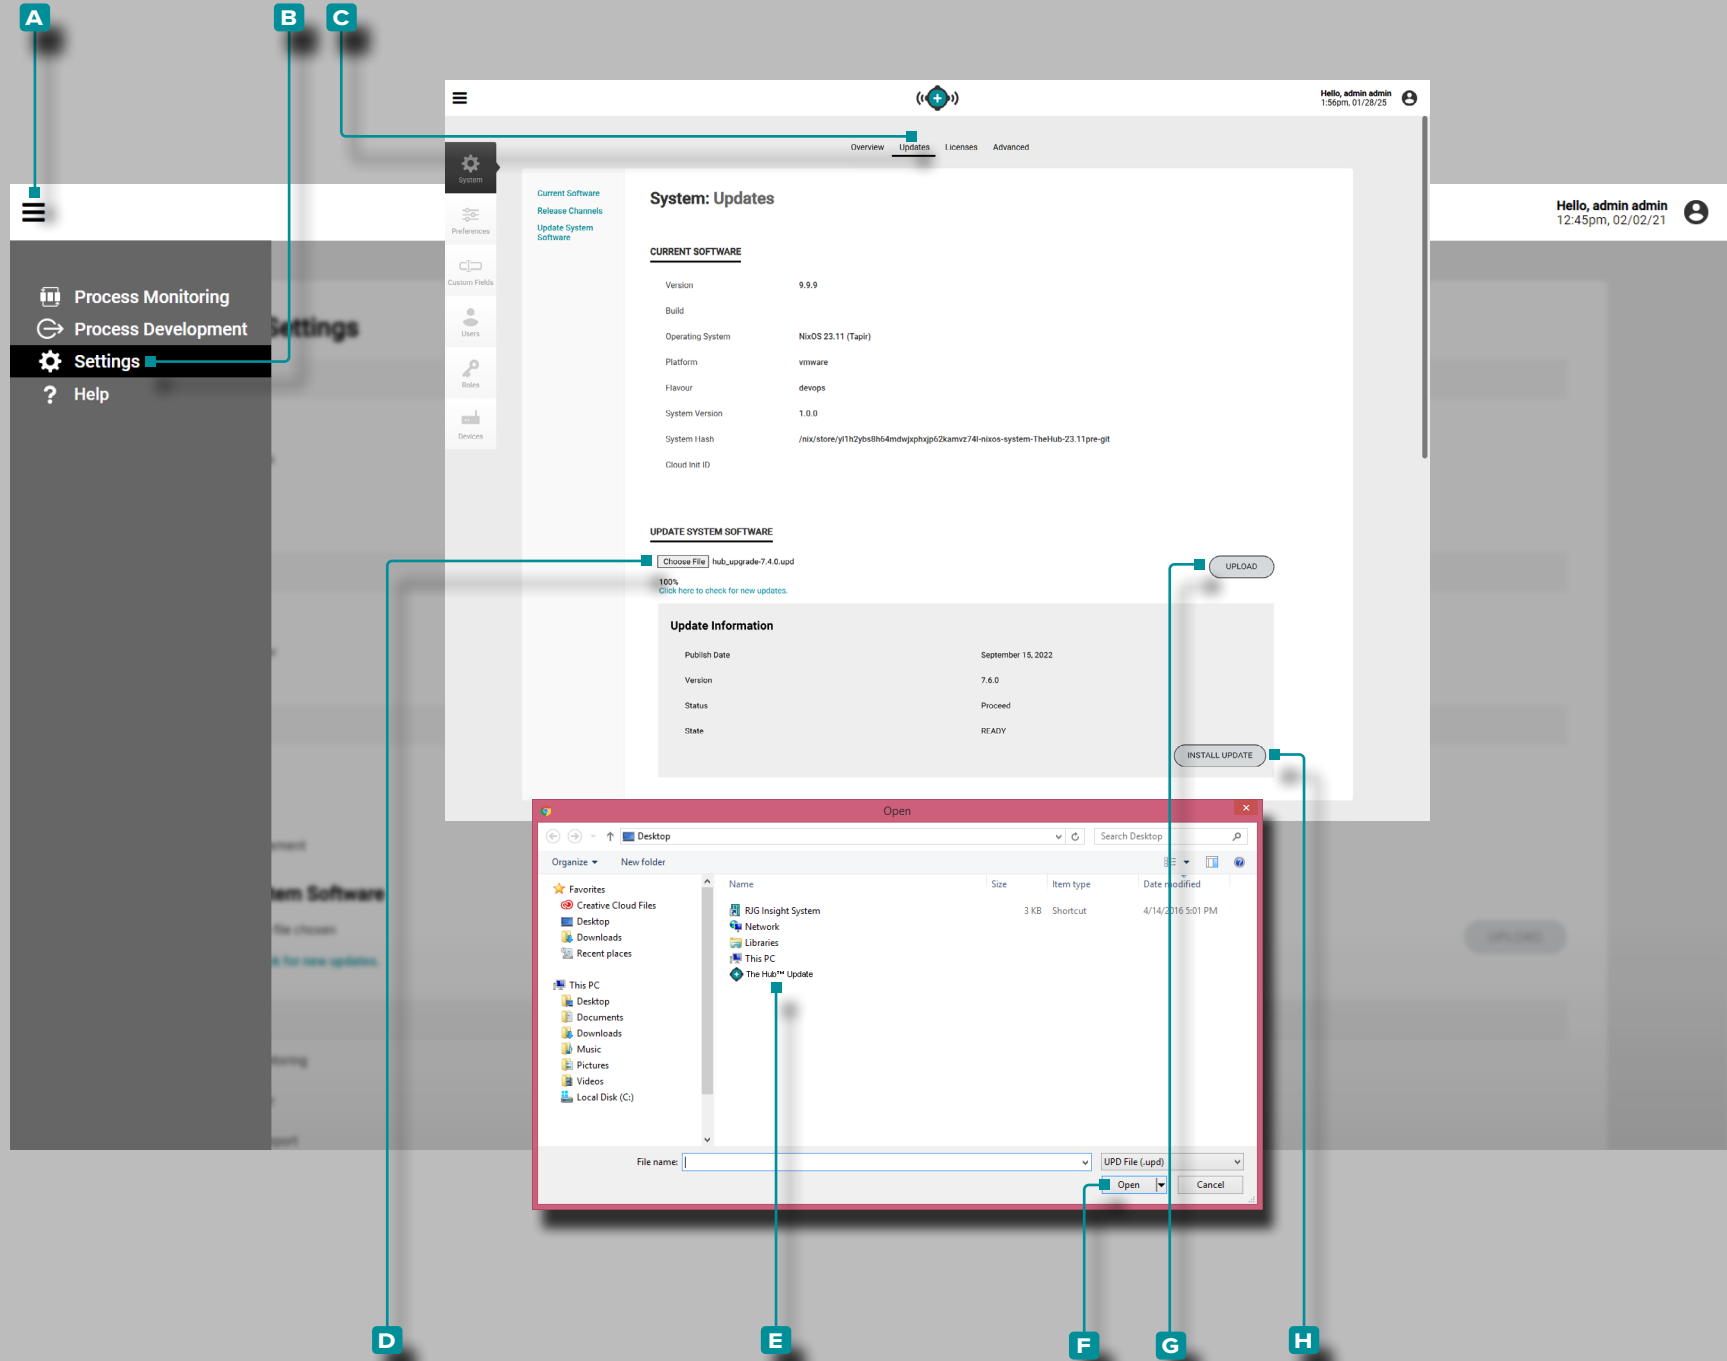 A
B
C
Hello, admin admin
1:56pm, 01/28/25
Overview Updates Licenses Advanced
System
Preferences
Custom Fields
Users
Roles
Devices
Current Software
Release Channels
Update System
Software
System: Updates
CURRENT SOFTWARE
Version 9.9.9
Build
Operating System NixOS 23.11 (Tapir)
Platform vmware
Flavour devops
System Version 1.0.0
System Hash /nix/store/yl1h2ybs8h64mdwjxphxjp62kamvz74l-nixos-system-TheHub-23.11pre-git
Cloud Init ID
UPDATE SYSTEM SOFTWARE
Choose File hub_upgrade-7.4.0.upd
UPLOAD
100%
Click here to check for new updates.
Update Information
Publish Date September 15, 2022
Version 7.6.0
Status Proceed
State READY
INSTALL UPDATE
Hello, admin admin
12:45pm, 02/02/21
Process Monitoring
Process Development
Settings
? Help
Settings
tem Software
file chosen
k for new updates.
UPLOAD
Open
Desktop
Search Desktop
Organize New folder
Favorites
Creative Cloud Files
Desktop
Downloads
Recent places
This PC
Desktop
Documents
Downloads
Music
Pictures
Videos
Local Disk (C:)
Name Size Item type Date modified
RJG Insight System 3 KB Shortcut 4/14/2016 5:01 PM
Network
Libraries
This PC
The Hub™ Update
File name:
UPD File (.upd)
Open Cancel
D
E
F
G
H